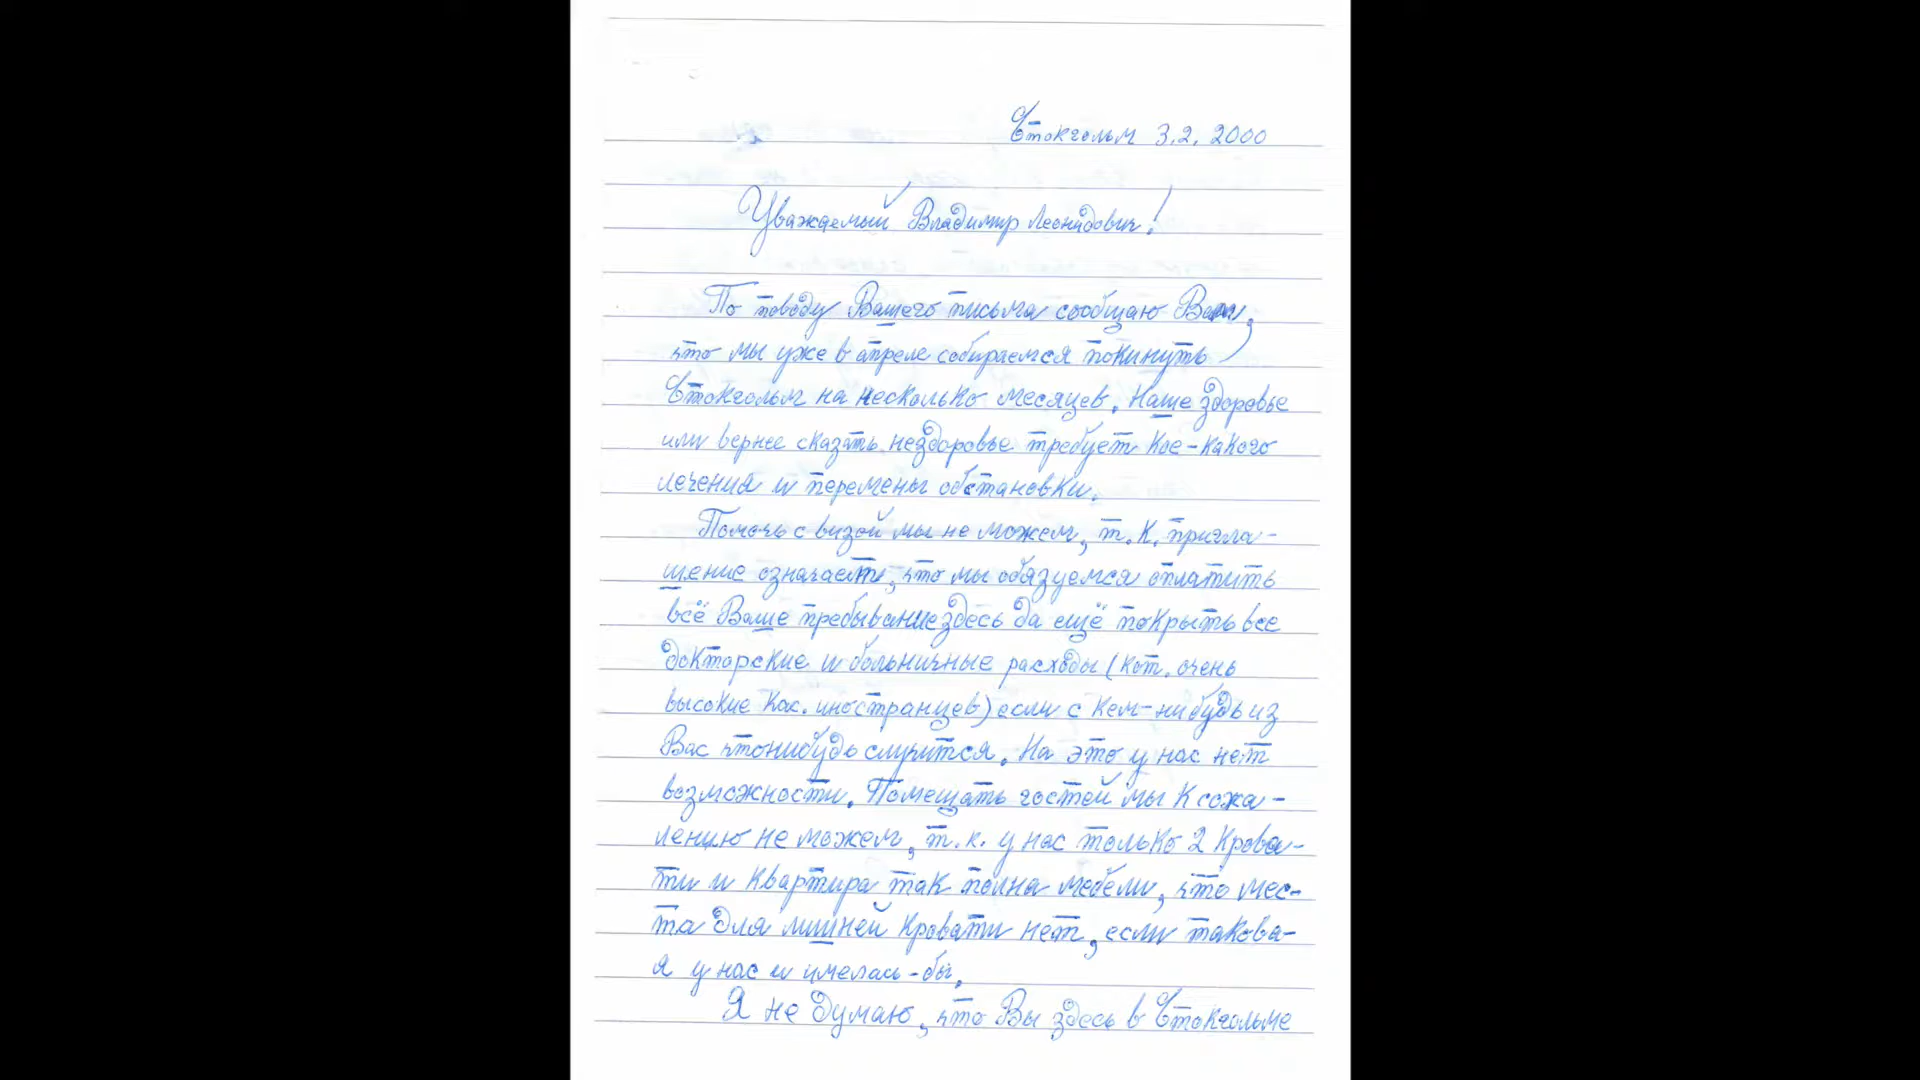 Стокгольм 3.2.2000
Уважаемый Владимир Леонидович!
По поводу Вашего письма сообщаю Вам,
что мы уже в апреле собираемся покинуть
Стокгольм на несколько месяцев. Наше здоровье
или вернее сказать нездоровье требует кое-какого
лечения и перемены обстановки.
Помочь с визой мы не можем, т.к. пригла-
шение означает, что мы обязуемся оплатить
всё Ваше пребывание здесь да ещё покрыть все
докторские и больничные расходы (кот. очень
высокие кас. иностранцев) если с кем-нибудь из
Вас чтонибудь случится. На это у нас нет
возможности. Помещать гостей мы к сожа-
лению не можем, т.к. у нас только 2 крова-
ти и квартира так полна мебели, что мес-
та для лишней кровати нет, если такова-
я у нас и имелась-бы.
Я не думаю, что Вы здесь в Стокгольме